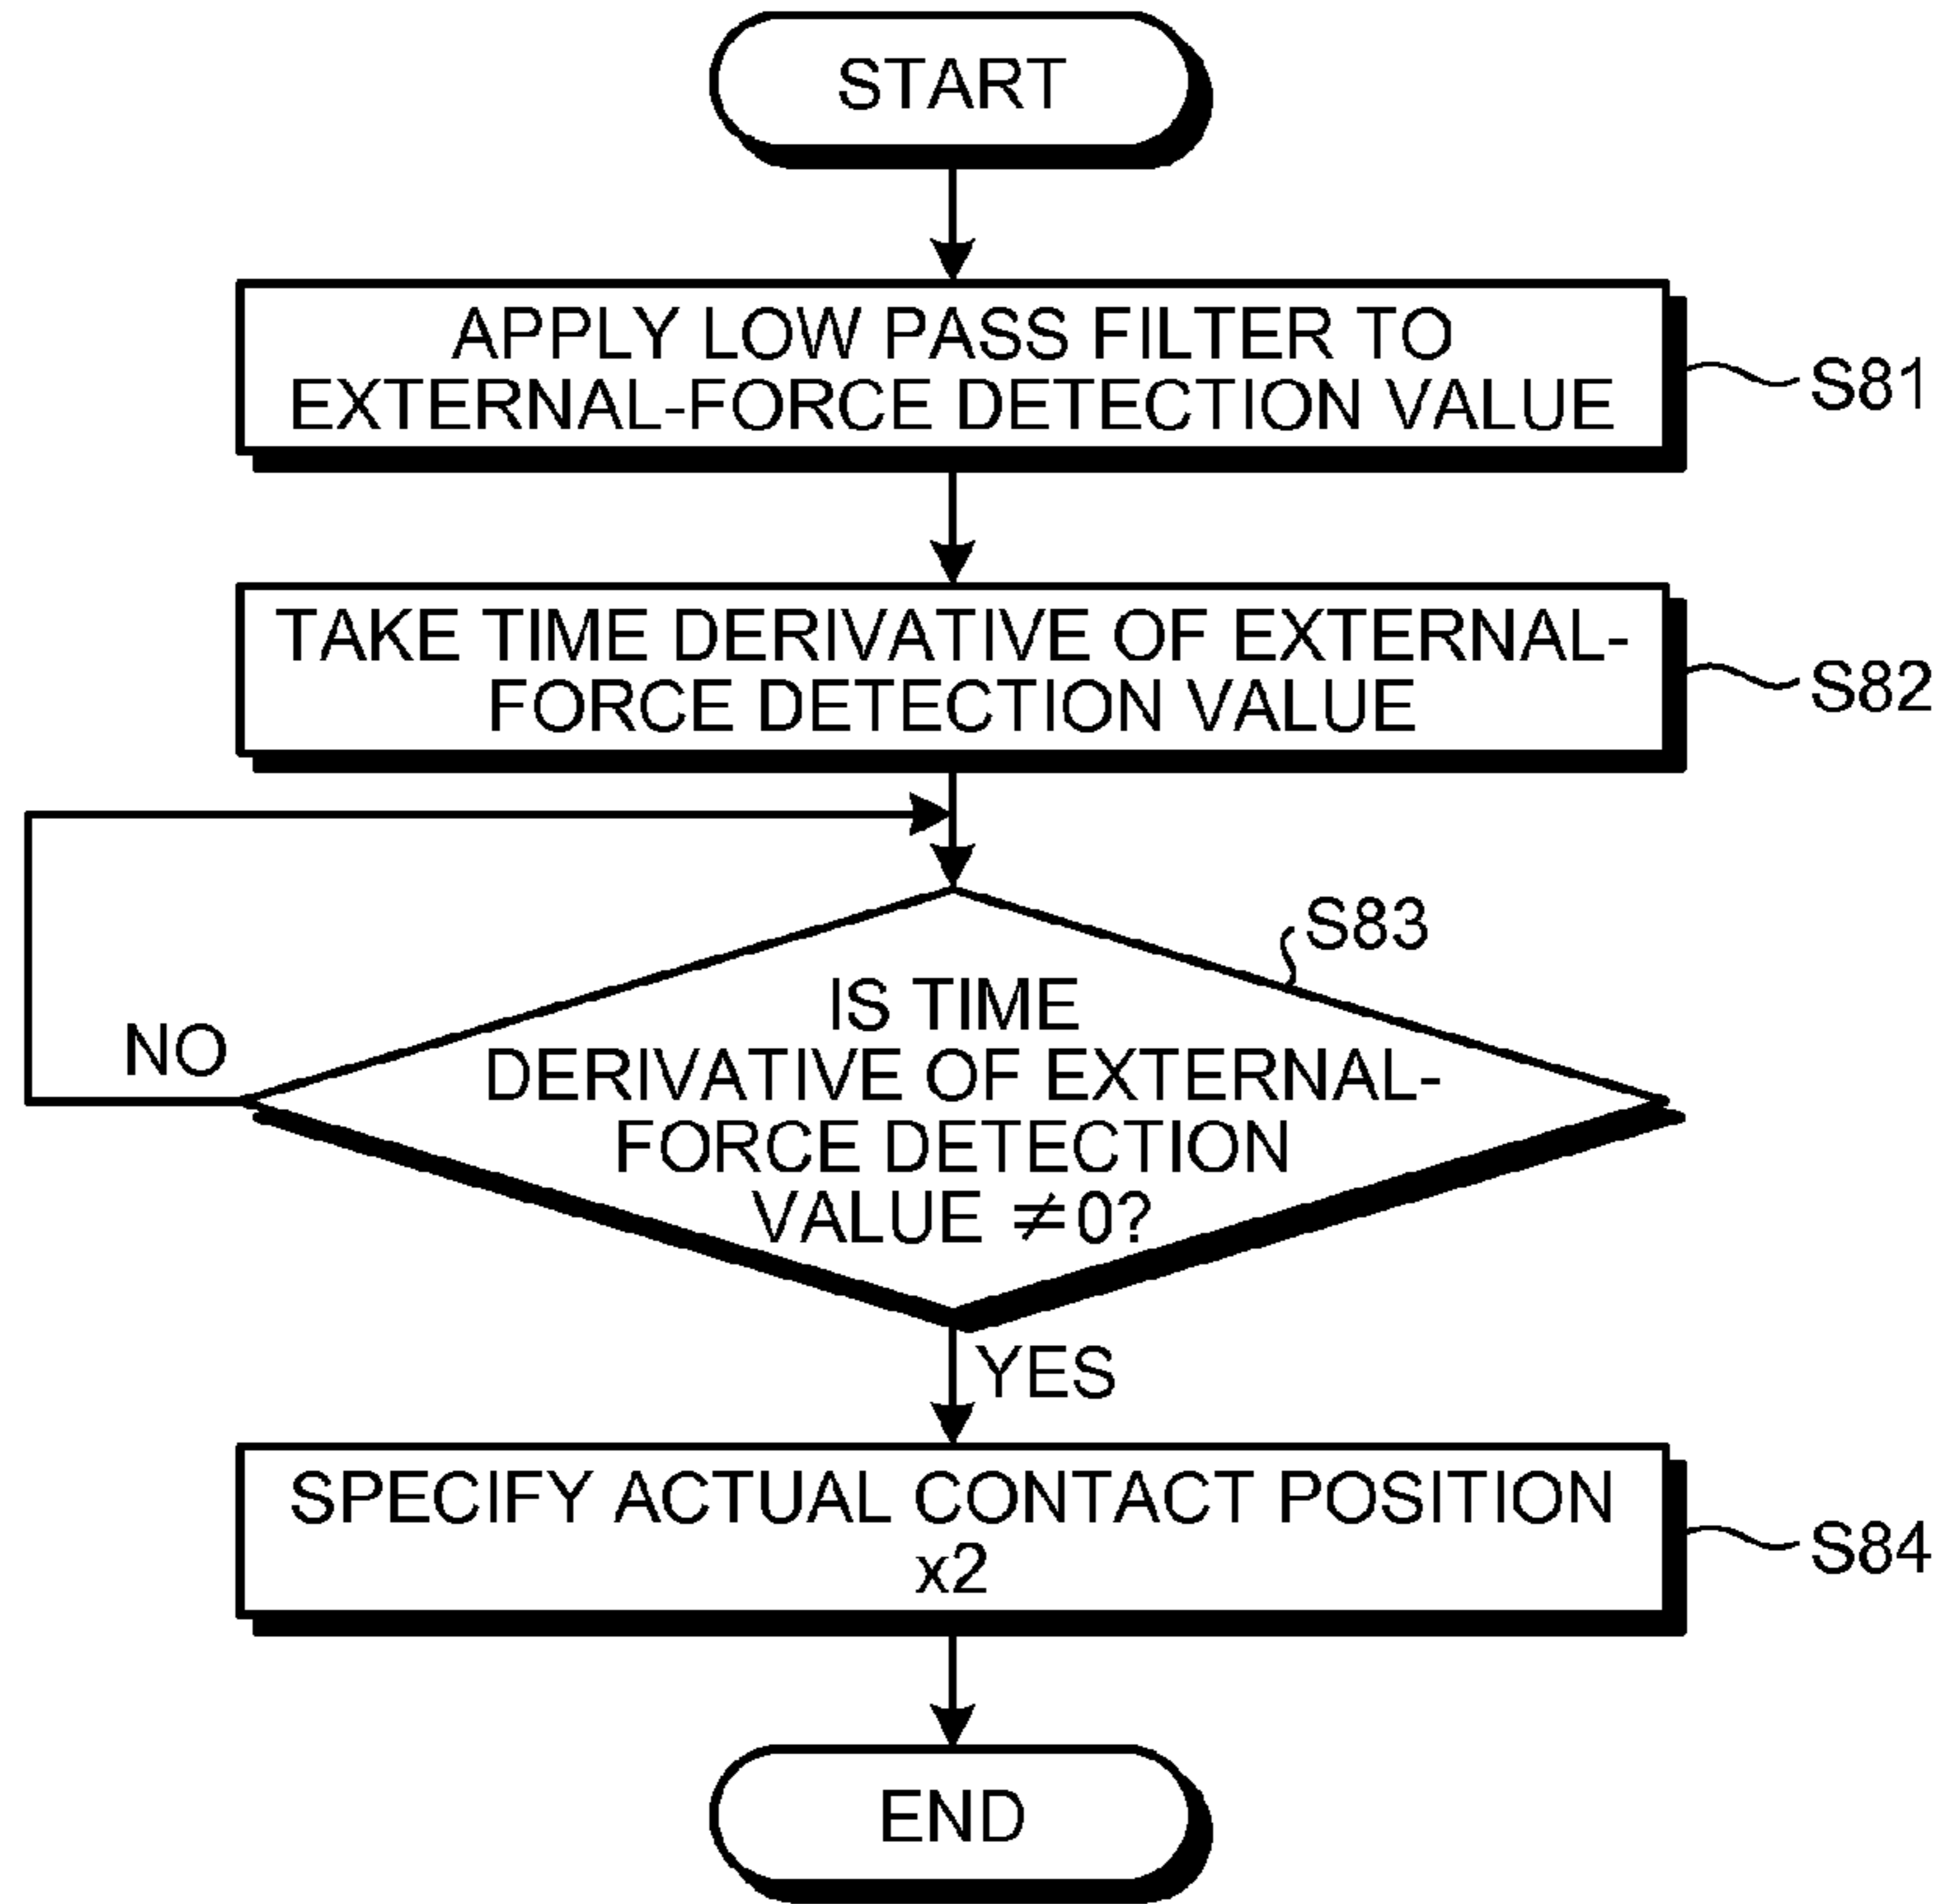 START
APPLY LOW PASS FILTER TO
EXTERNAL-FORCE DETECTION VALUE
S81
TAKE TIME DERIVATIVE OF EXTERNAL-
FORCE DETECTION VALUE
S82
S83
IS TIME
DERIVATIVE OF EXTERNAL-
FORCE DETECTION
VALUE ≠0?
NO
YES
SPECIFY ACTUAL CONTACT POSITION
x2
S84
END